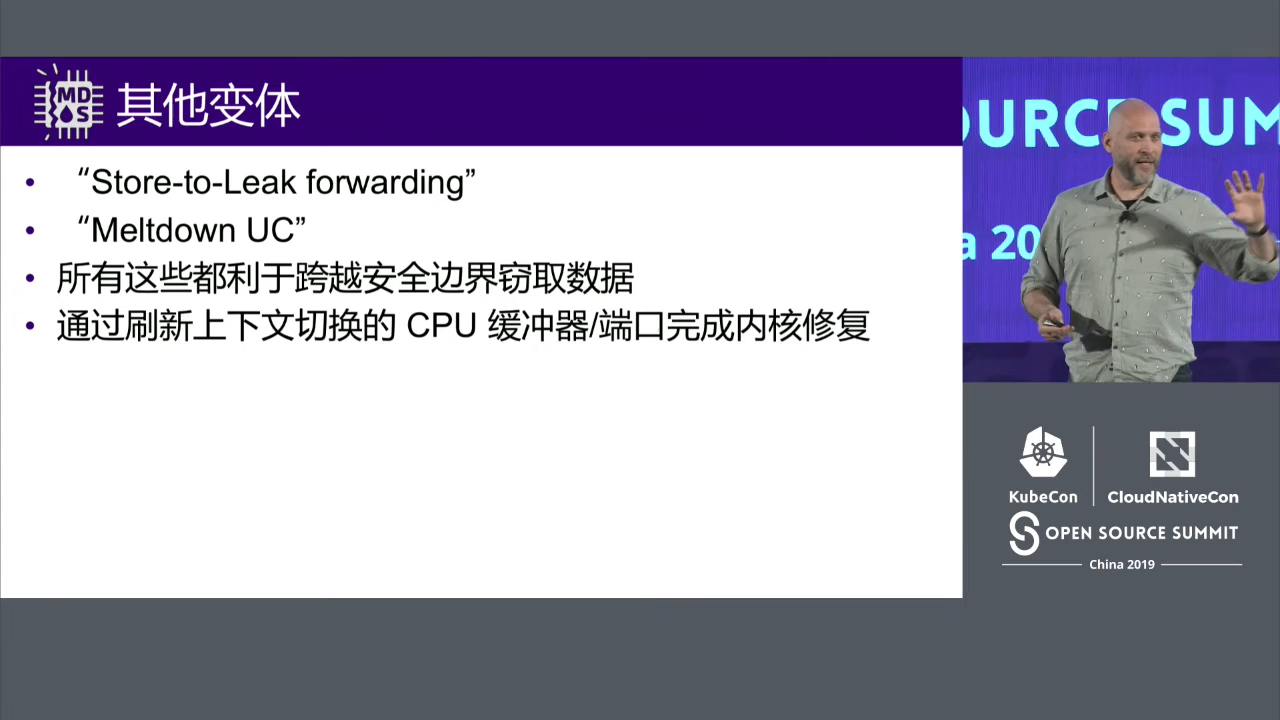 MD
S
其他变体
• “Store-to-Leak forwarding”
• “Meltdown UC”
• 所有这些都利于跨越安全边界窃取数据
• 通过刷新上下文切换的 CPU 缓冲器/端口完成内核修复
OURCE SUM
a 20
KubeCon
CloudNativeCon
OPEN SOURCE SUMMIT
China 2019